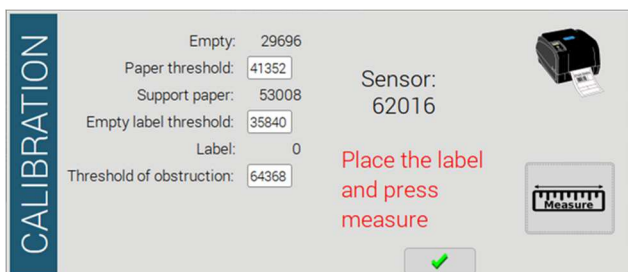 CALIBRATION
Empty: 29696
Paper threshold: 41352
Support paper: 53008
Empty label threshold: 35840
Label: 0
Threshold of obstruction: 64368
Sensor:
62016
Place the label
and press
measure
Measure